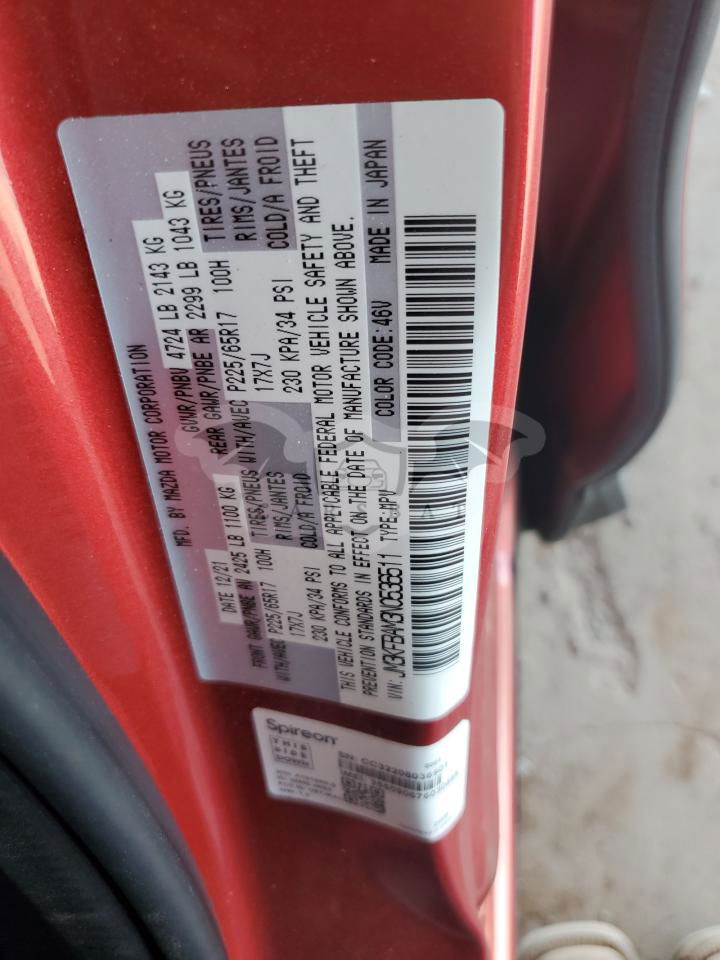 MFD. BY MAZDA MOTOR CORPORATION
DATE 12/21 GVWR/PNBV 4724 LB 2143 KG
FRONT GAWR/PNBE AV 2425 LB 1100 KG REAR GAWR/PNBE AR 2299 LB 1043 KG
WITH/AVEC P225/65R17 100H TIRES/PNEUS WITH/AVEC P225/65R17 100H TIRES/PNEUS
17X7J RIMS/JANTES 17X7J RIMS/JANTES
230 KPA/34 PSI COLD/A FROID 230 KPA/34 PSI COLD/A FROID
THIS VEHICLE CONFORMS TO ALL APPLICABLE FEDERAL MOTOR VEHICLE SAFETY AND THEFT
PREVENTION STANDARDS IN EFFECT ON THE DATE OF MANUFACTURE SHOWN ABOVE.
VIN: TYPE:MPV COLOR CODE:46V MADE IN JAPAN
Spireon
THIS
SIDE
DOWN